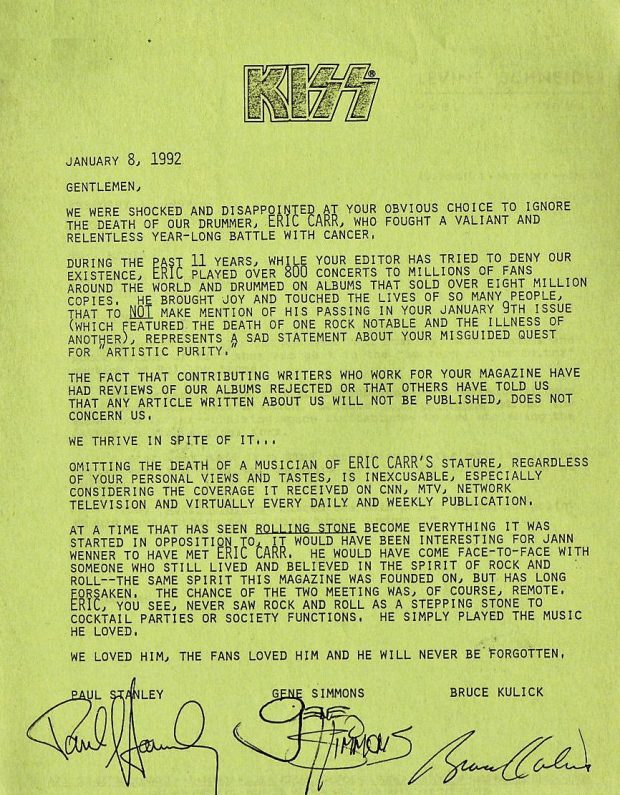 KISS®
JANUARY 8, 1992
GENTLEMEN,
WE WERE SHOCKED AND DISAPPOINTED AT YOUR OBVIOUS CHOICE TO IGNORE
THE DEATH OF OUR DRUMMER, ERIC CARR, WHO FOUGHT A VALIANT AND
RELENTLESS YEAR-LONG BATTLE WITH CANCER.
DURING THE PAST 11 YEARS, WHILE YOUR EDITOR HAS TRIED TO DENY OUR
EXISTENCE, ERIC PLAYED OVER 800 CONCERTS TO MILLIONS OF FANS
AROUND THE WORLD AND DRUMMED ON ALBUMS THAT SOLD OVER EIGHT MILLION
COPIES. HE BROUGHT JOY AND TOUCHED THE LIVES OF SO MANY PEOPLE,
THAT TO NOT MAKE MENTION OF HIS PASSING IN YOUR JANUARY 9TH ISSUE
(WHICH FEATURED THE DEATH OF ONE ROCK NOTABLE AND THE ILLNESS OF
ANOTHER), REPRESENTS A SAD STATEMENT ABOUT YOUR MISGUIDED QUEST
FOR "ARTISTIC PURITY."
THE FACT THAT CONTRIBUTING WRITERS WHO WORK FOR YOUR MAGAZINE HAVE
HAD REVIEWS OF OUR ALBUMS REJECTED OR THAT OTHERS HAVE TOLD US
THAT ANY ARTICLE WRITTEN ABOUT US WILL NOT BE PUBLISHED, DOES NOT
CONCERN US.
WE THRIVE IN SPITE OF IT...
OMITTING THE DEATH OF A MUSICIAN OF ERIC CARR'S STATURE, REGARDLESS
OF YOUR PERSONAL VIEWS AND TASTES, IS INEXCUSABLE, ESPECIALLY
CONSIDERING THE COVERAGE IT RECEIVED ON CNN, MTV, NETWORK
TELEVISION AND VIRTUALLY EVERY DAILY AND WEEKLY PUBLICATION.
AT A TIME THAT HAS SEEN ROLLING STONE BECOME EVERYTHING IT WAS
STARTED IN OPPOSITION TO, IT WOULD HAVE BEEN INTERESTING FOR JANN
WENNER TO HAVE MET ERIC CARR. HE WOULD HAVE COME FACE-TO-FACE WITH
SOMEONE WHO STILL LIVED AND BELIEVED IN THE SPIRIT OF ROCK AND
ROLL--THE SAME SPIRIT THIS MAGAZINE WAS FOUNDED ON, BUT HAS LONG
FORSAKEN. THE CHANCE OF THE TWO MEETING WAS, OF COURSE, REMOTE.
ERIC, YOU SEE, NEVER SAW ROCK AND ROLL AS A STEPPING STONE TO
COCKTAIL PARTIES OR SOCIETY FUNCTIONS. HE SIMPLY PLAYED THE MUSIC
HE LOVED.
WE LOVED HIM, THE FANS LOVED HIM AND HE WILL NEVER BE FORGOTTEN.
PAUL STANLEY GENE SIMMONS BRUCE KULICK
Paul Stanley Gene Simmons Bruce Kulick